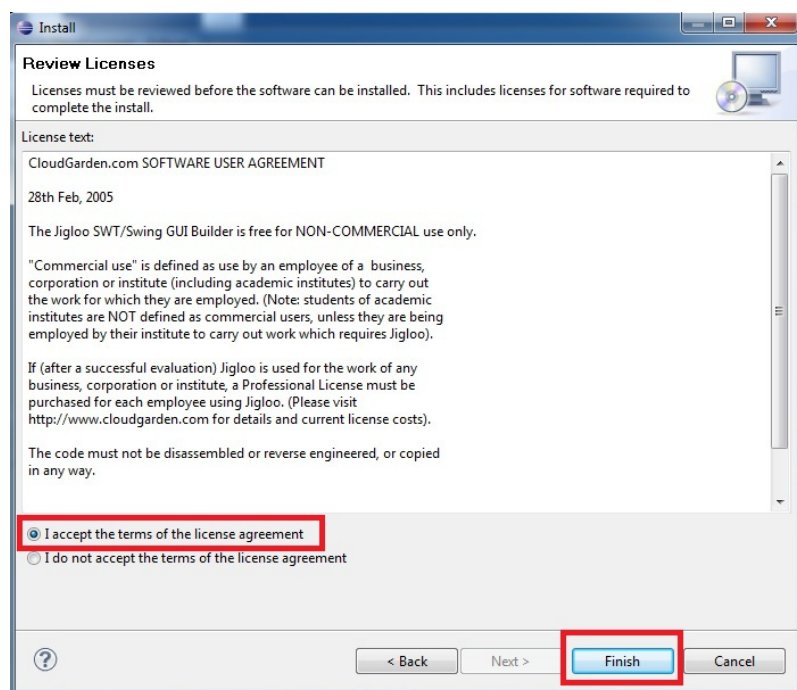 Install
Review Licenses
Licenses must be reviewed before the software can be installed.  This includes licenses for software required to
complete the install.
License text:
CloudGarden.com SOFTWARE USER AGREEMENT
28th Feb, 2005
The Jigloo SWT/Swing GUI Builder is free for NON-COMMERCIAL use only.
"Commercial use" is defined as use by an employee of a  business,
corporation or institute (including academic institutes) to carry out
the work for which they are employed. (Note: students of academic
institutes are NOT defined as commercial users, unless they are being
employed by their institute to carry out work which requires Jigloo).
If (after a successful evaluation) Jigloo is used for the work of any
business, corporation or institute, a Professional License must be
purchased for each employee using Jigloo. (Please visit
http://www.cloudgarden.com for details and current license costs).
The code must not be disassembled or reverse engineered, or copied
in any way.
I accept the terms of the license agreement
I do not accept the terms of the license agreement
? < Back Next > Finish Cancel